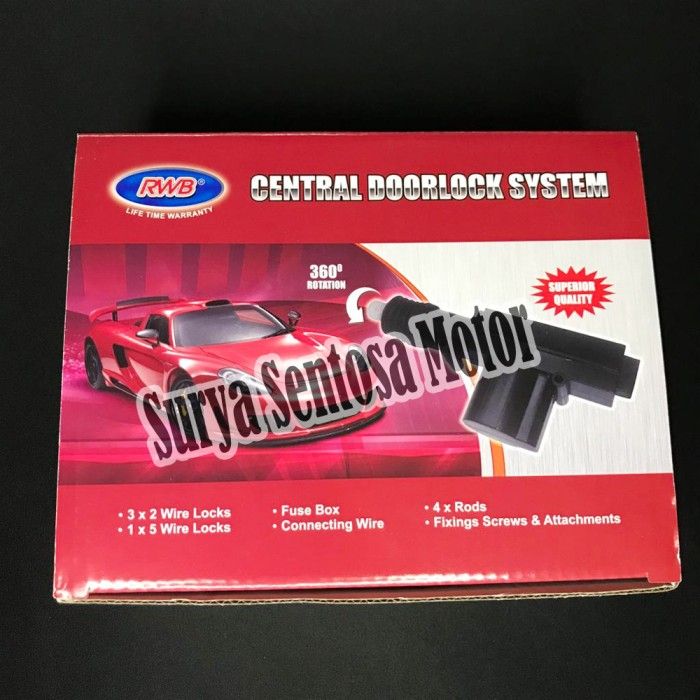 RWB®
LIFE TIME WARRANTY
CENTRAL DOORLOCK SYSTEM
360⁰
ROTATION
SUPERIOR
QUALITY
Surya Sentosa Motor
• 3 x 2 Wire Locks
• 1 x 5 Wire Locks
• Fuse Box
• Connecting Wire
• 4 x Rods
• Fixings Screws & Attachments